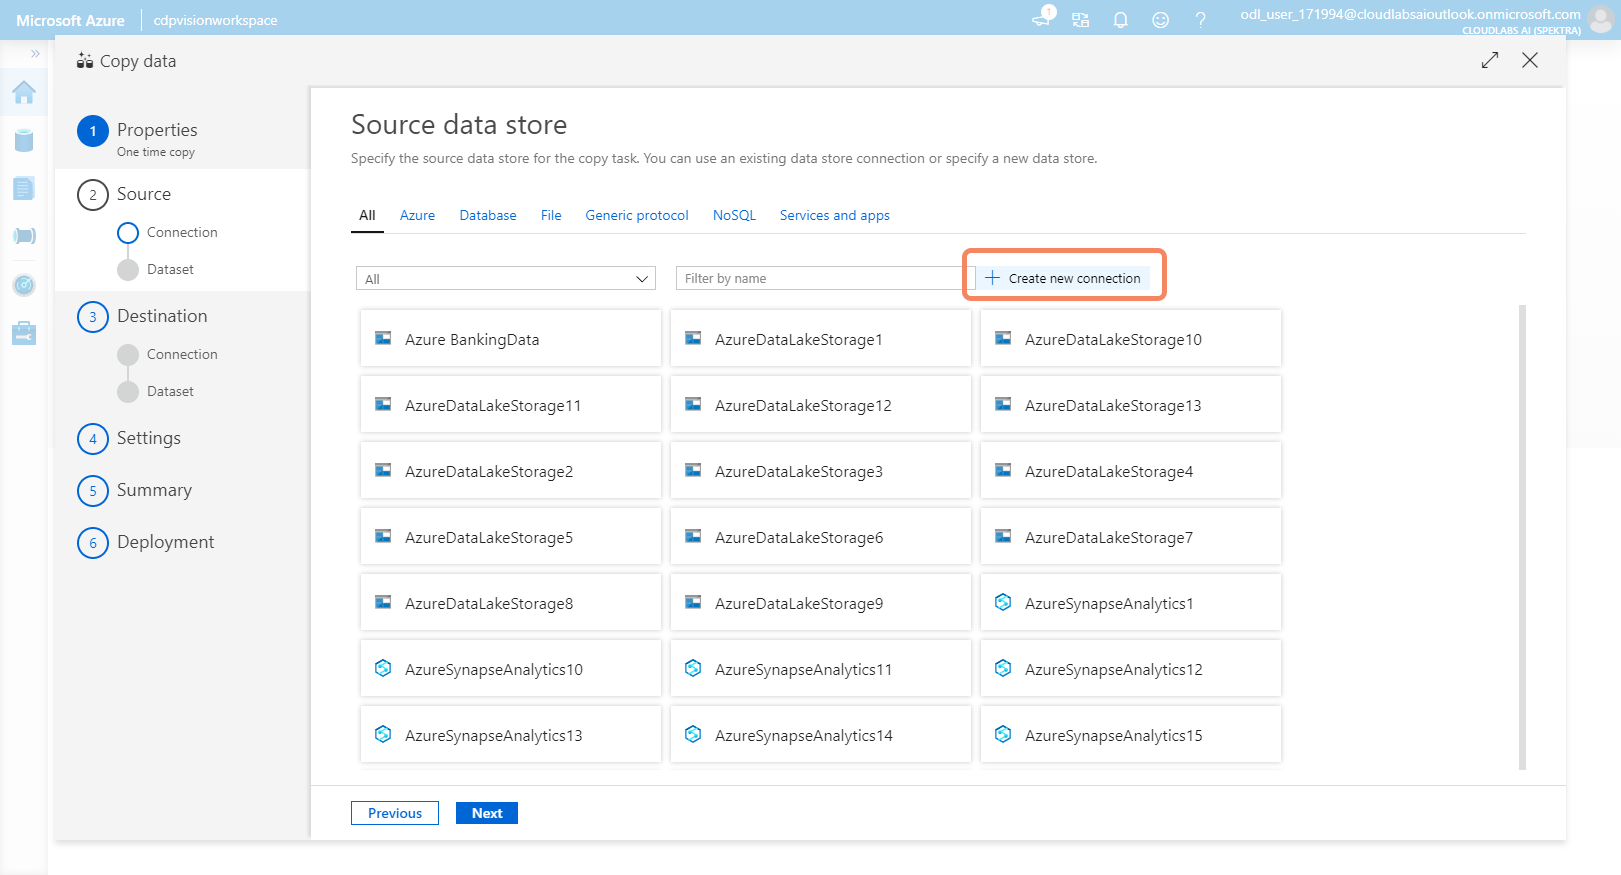 Microsoft Azure
cdpvisionworkspace
1
?
odl_user_171994@cloudlabsaioutlook.onmicrosoft.com
CLOUDLABS AI (SPEKTRA)
»
Copy data
1 Properties
One time copy
2 Source
Connection
Dataset
3 Destination
Connection
Dataset
4 Settings
5 Summary
6 Deployment
Source data store
Specify the source data store for the copy task. You can use an existing data store connection or specify a new data store.
All Azure Database File Generic protocol NoSQL Services and apps
All Filter by name + Create new connection
Azure BankingData AzureDataLakeStorage1 AzureDataLakeStorage10
AzureDataLakeStorage11 AzureDataLakeStorage12 AzureDataLakeStorage13
AzureDataLakeStorage2 AzureDataLakeStorage3 AzureDataLakeStorage4
AzureDataLakeStorage5 AzureDataLakeStorage6 AzureDataLakeStorage7
AzureDataLakeStorage8 AzureDataLakeStorage9 AzureSynapseAnalytics1
AzureSynapseAnalytics10 AzureSynapseAnalytics11 AzureSynapseAnalytics12
AzureSynapseAnalytics13 AzureSynapseAnalytics14 AzureSynapseAnalytics15
Previous Next